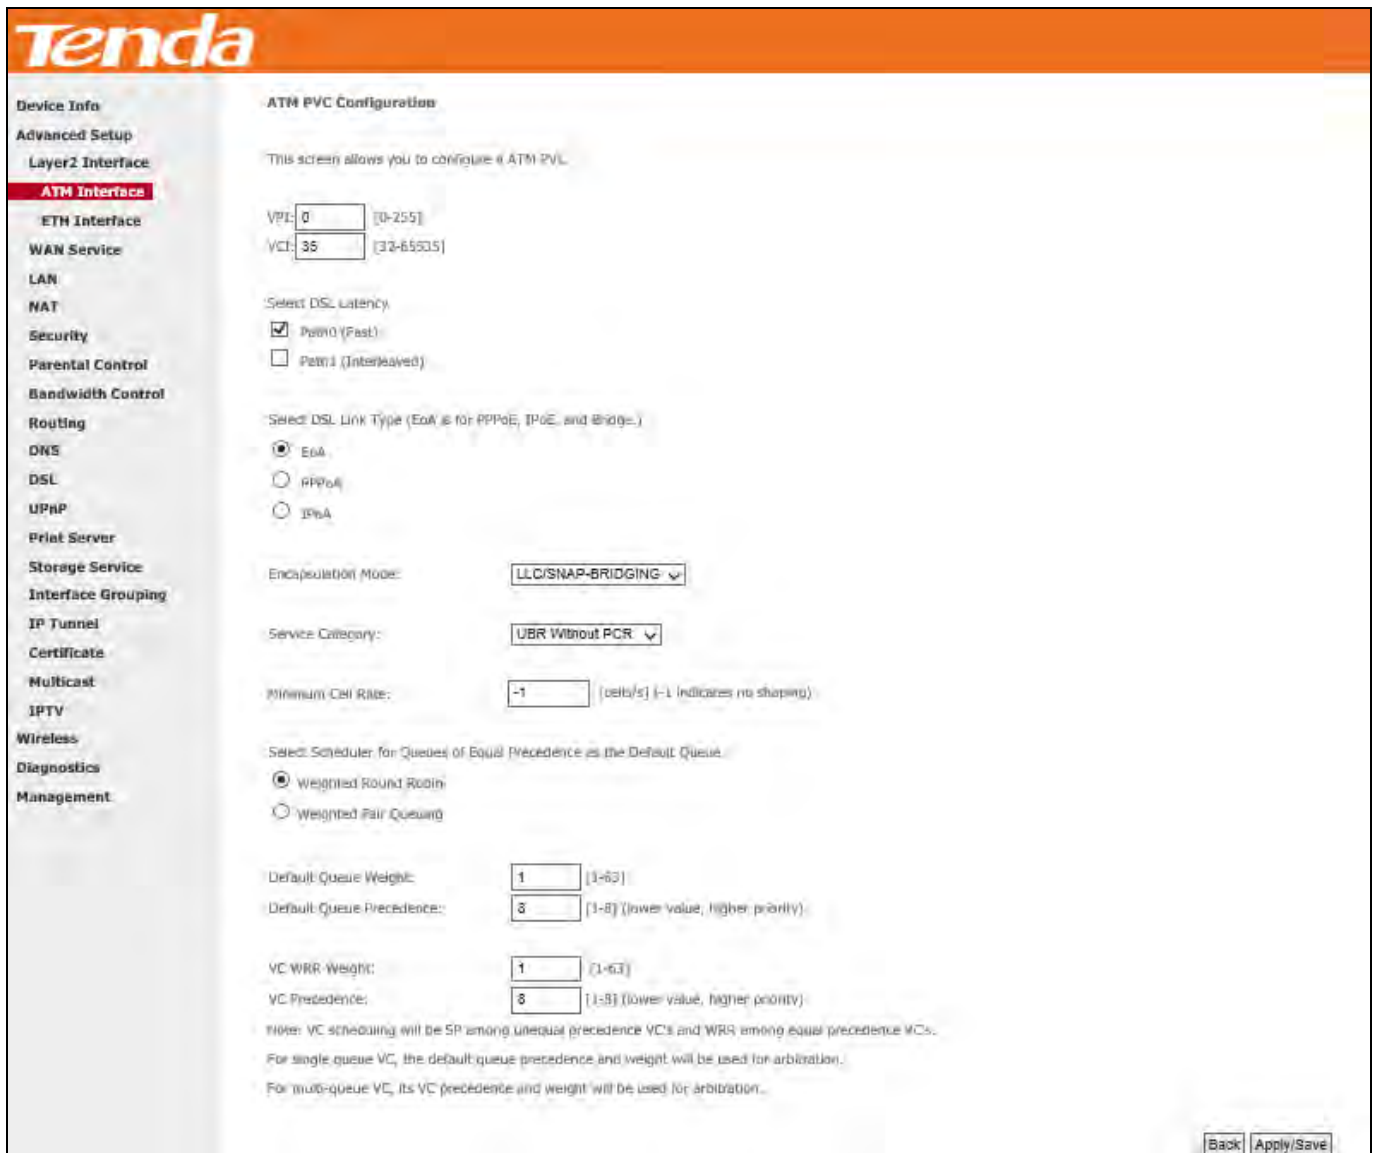 Tenda
Device Info
Advanced Setup
Layer2 Interface
ATM Interface
ETH Interface
WAN Service
LAN
NAT
Security
Parental Control
Bandwidth Control
Routing
DNS
DSL
UPnP
Print Server
Storage Service
Interface Grouping
IP Tunnel
Certificate
Multicast
IPTV
Wireless
Diagnostics
Management
ATM PVC Configuration
This screen allows you to configure a ATM PVC.
VPI: 0 [0-255]
VCI: 35 [32-65535]
Select DSL Latency
Path0 (Fast)
Path1 (Interleaved)
Select DSL Link Type (EoA is for PPPoE, IPoE, and Bridge.)
EoA
PPPoA
IPoA
Encapsulation Mode: LLC/SNAP-BRIDGING
Service Category: UBR Without PCR
Minimum Cell Rate: -1 [cells/s] (-1 indicates no shaping)
Select Scheduler for Queues of Equal Precedence as the Default Queue
Weighted Round Robin
Weighted Fair Queuing
Default Queue Weight: 1 [1-63]
Default Queue Precedence: 8 [1-8] (lower value, higher priority)
VC WRR Weight: 1 [1-63]
VC Precedence: 8 [1-8] (lower value, higher priority)
Note: VC scheduling will be SP among unequal precedence VC's and WRR among equal precedence VC's.
For single queue VC, the default queue precedence and weight will be used for arbitration.
For multi-queue VC, its VC precedence and weight will be used for arbitration.
Back Apply/Save